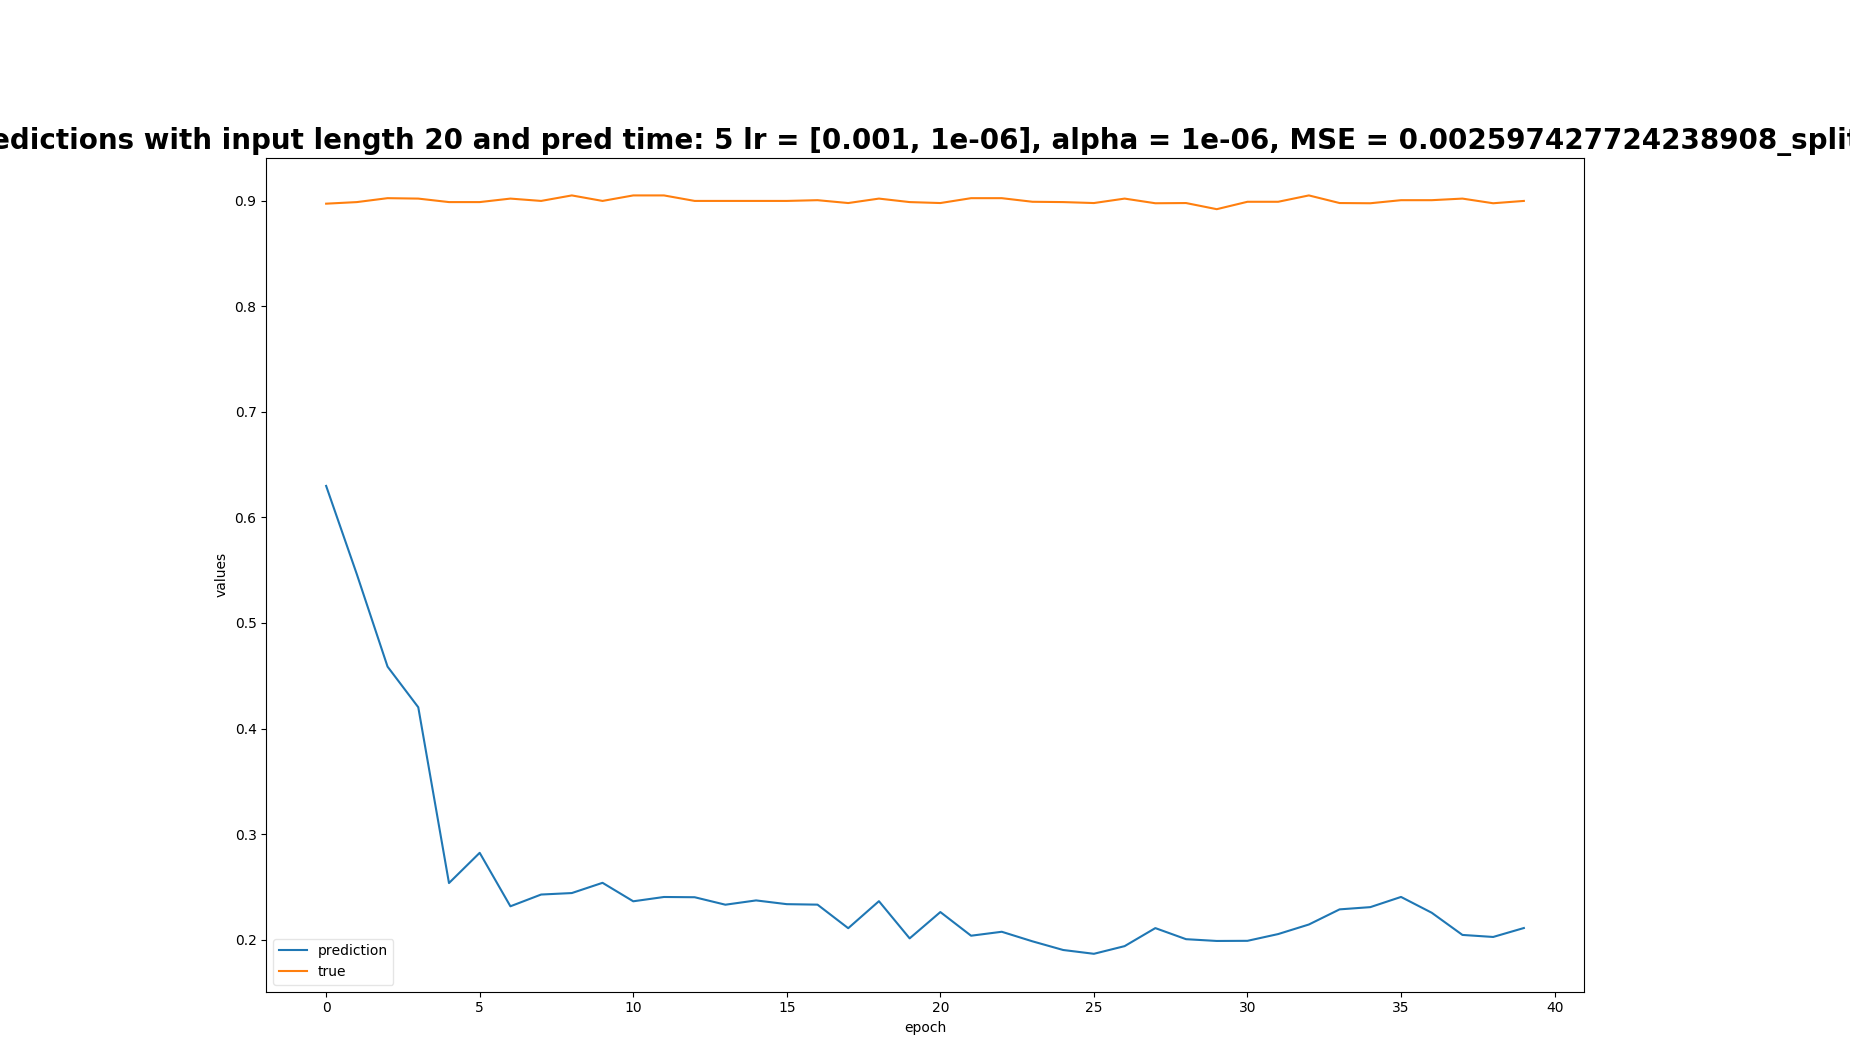 edictions with input length 20 and pred time: 5 lr = [0.001, 1e-06], alpha = 1e-06, MSE = 0.002597427724238908_split
0.9
0.8
0.7
0.6
0.5
0.4
0.3
0.2
values
prediction
true
0 5 10 15 20 25 30 35 40
epoch